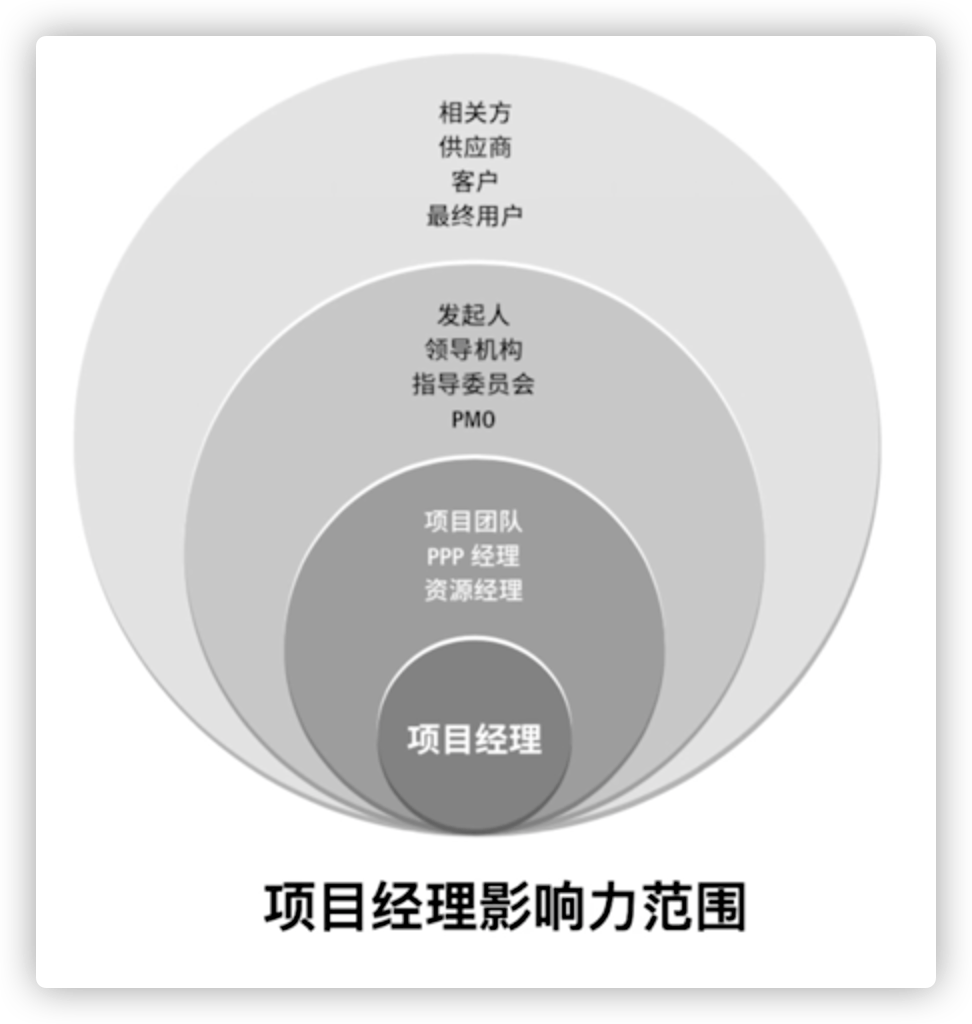 相关方
供应商
客户
最终用户
发起人
领导机构
指导委员会
PMO
项目团队
PPP 经理
资源经理
项目经理
项目经理影响力范围